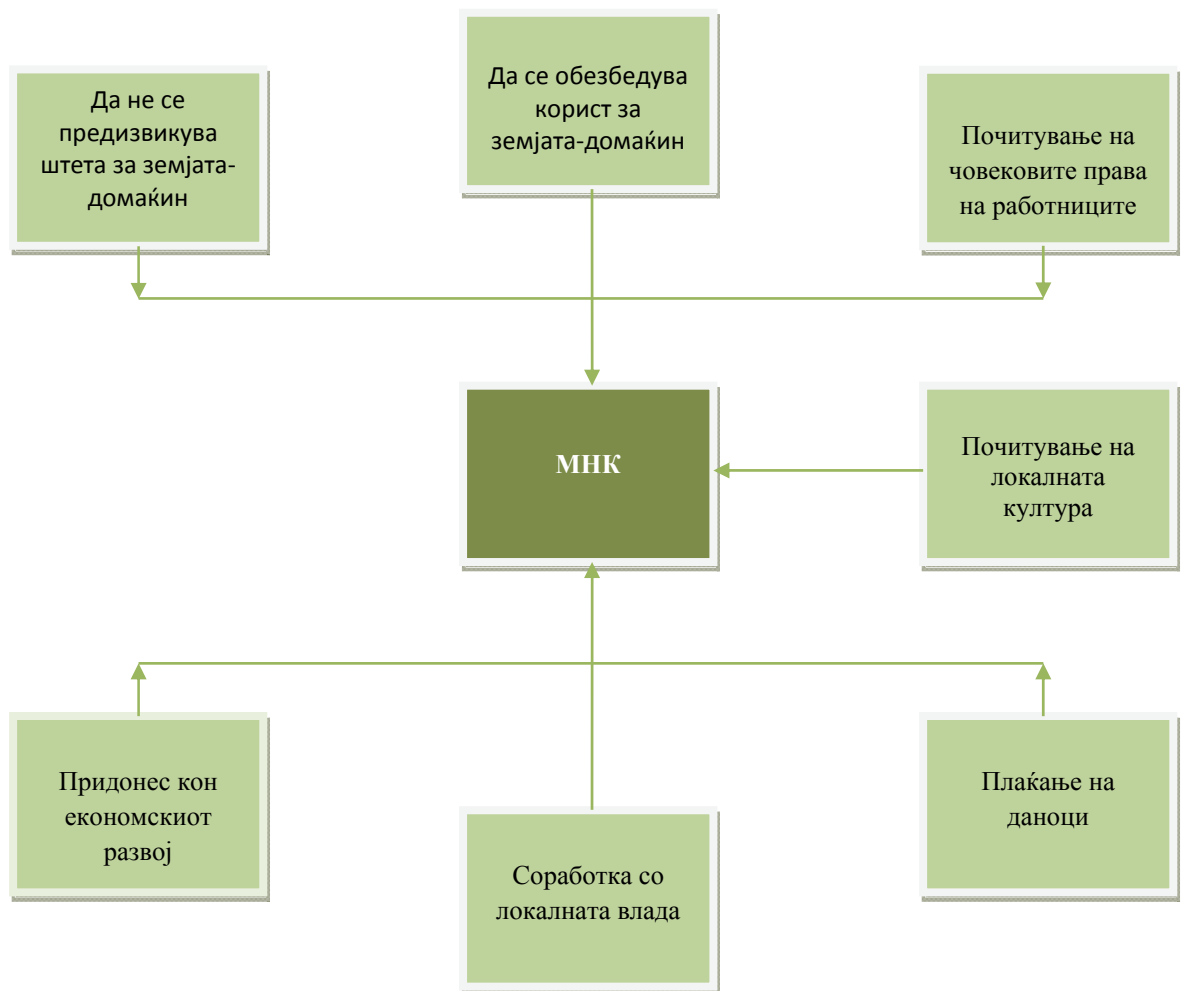 Да не се
предизвикува
штета за земјата-
домаќин
Да се обезбедува
корист за
земјата-домаќин
Почитување на
човековите права
на работниците
МНК
Почитување на
локалната
култура
Придонес кон
економскиот
развој
Соработка со
локалната влада
Плаќање на
даноци